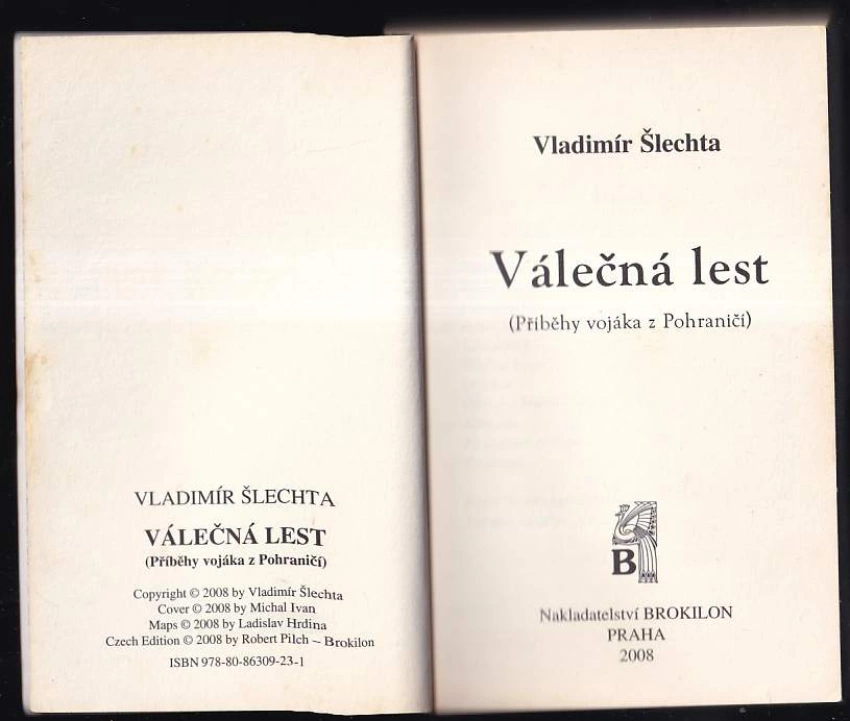 VLADIMÍR ŠLECHTA
VÁLEČNÁ LEST
(Příběhy vojáka z Pohraničí)
Copyright © 2008 by Vladimír Šlechta
Cover © 2008 by Michal Ivan
Maps © 2008 by Ladislav Hrdina
Czech Edition © 2008 by Robert Pilch – Brokilon
ISBN 978-80-86309-23-1
Vladimír Šlechta
Válečná lest
(Příběhy vojáka z Pohraničí)
B
Nakladatelství BROKILON
PRAHA
2008